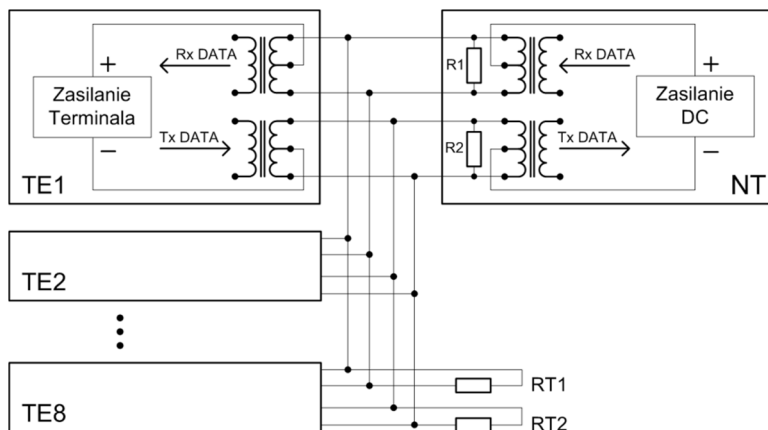 +
Rx DATA
Zasilanie
Terminala
Tx DATA
−
TE1
R1
Rx DATA
+
Zasilanie
DC
R2
Tx DATA
−
NT
TE2
TE8
RT1
RT2